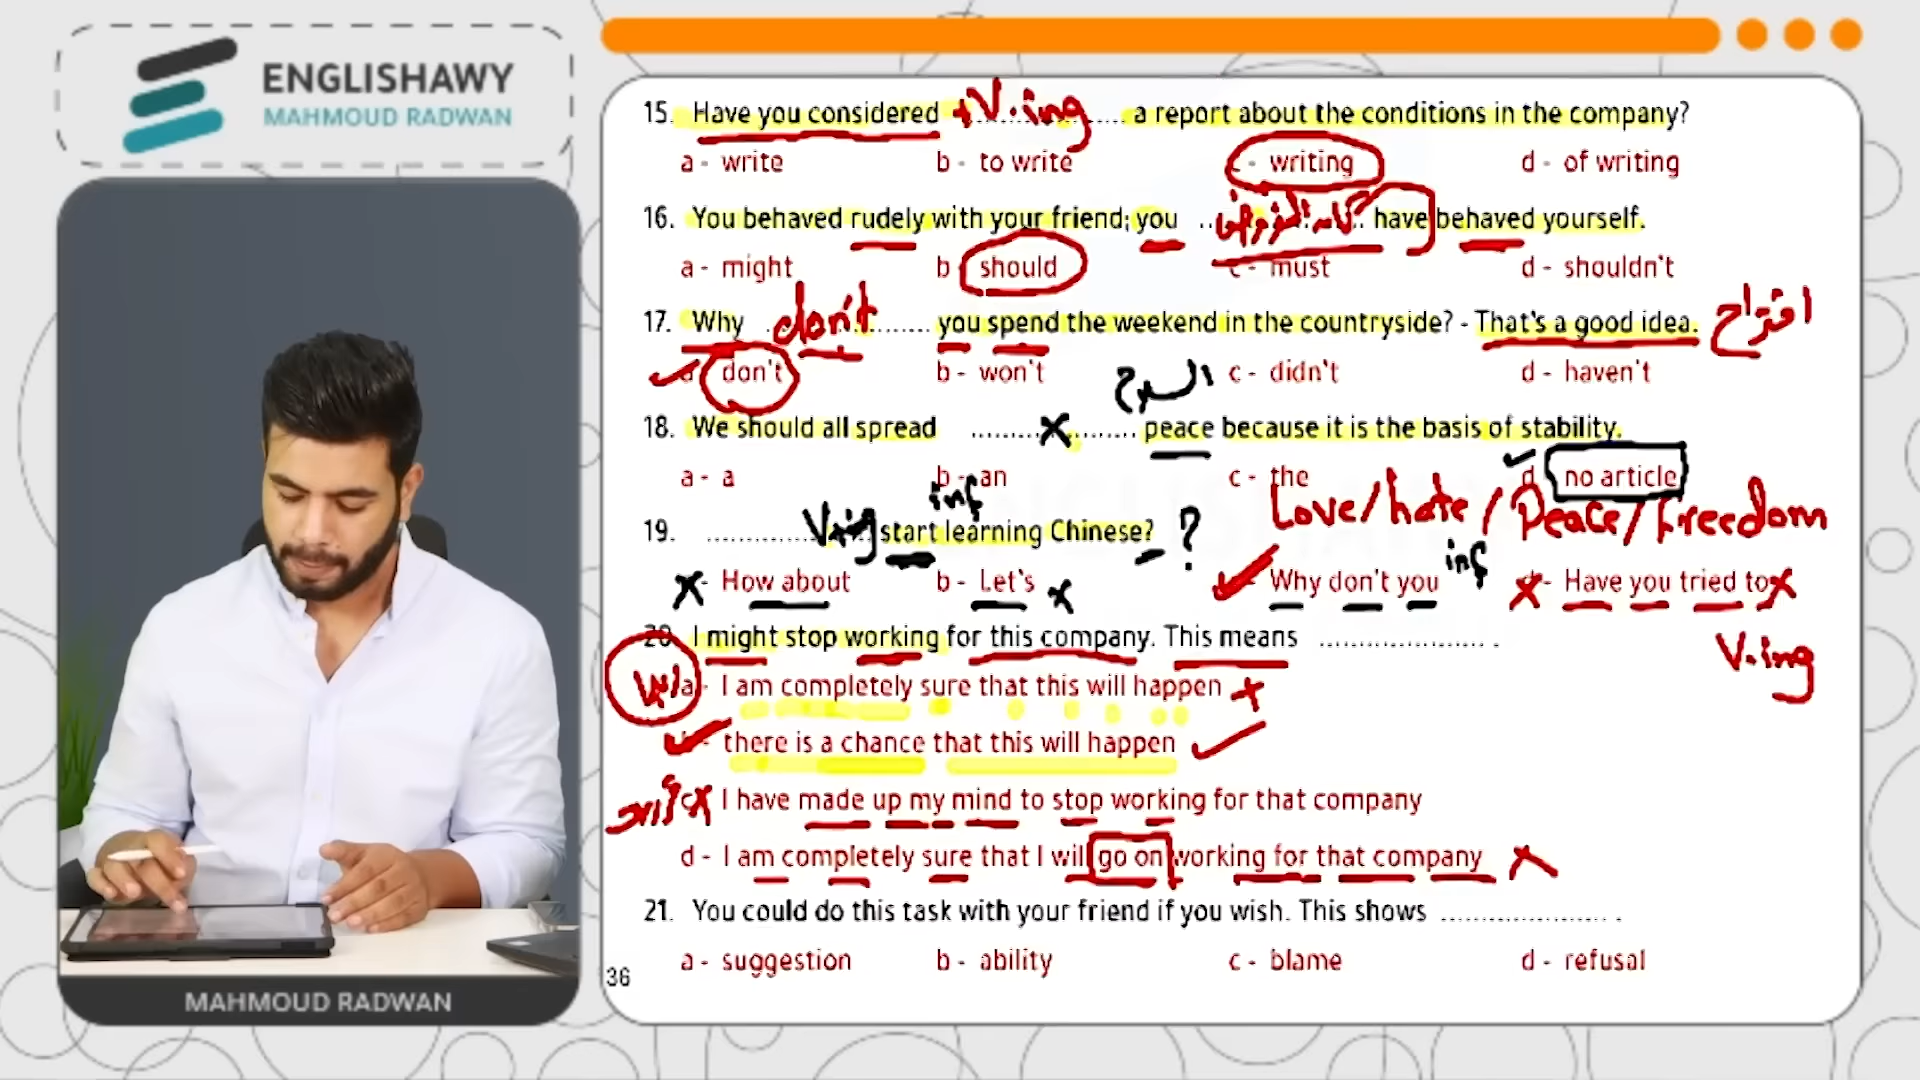 ENGLISHAWY
MAHMOUD RADWAN
15. Have you considered +V.ing a report about the conditions in the company?
a - write b - to write c - writing d - of writing
16. You behaved rudely with your friend; you .......... have behaved yourself.
a - might b should c - must d - shouldn't
17. Why don't .......... you spend the weekend in the countryside? - That's a good idea. اقتراح
a don't b - won't c - didn't d - haven't
18. We should all spread .......... x .......... peace because it is the basis of stability.
a - a b - an c - the d no article
Love/hate / Peace/Freedom
inf
19. .......... V.ing start learning Chinese? ?
x - How about b - Let's x Why don't you inf x - Have you tried to x
V.ing
20. I might stop working for this company. This means .......... .
a - I am completely sure that this will happen x
- there is a chance that this will happen
c x I have made up my mind to stop working for that company
d - I am completely sure that I will go on working for that company x
21. You could do this task with your friend if you wish. This shows .......... .
a - suggestion b - ability c - blame d - refusal
36
MAHMOUD RADWAN